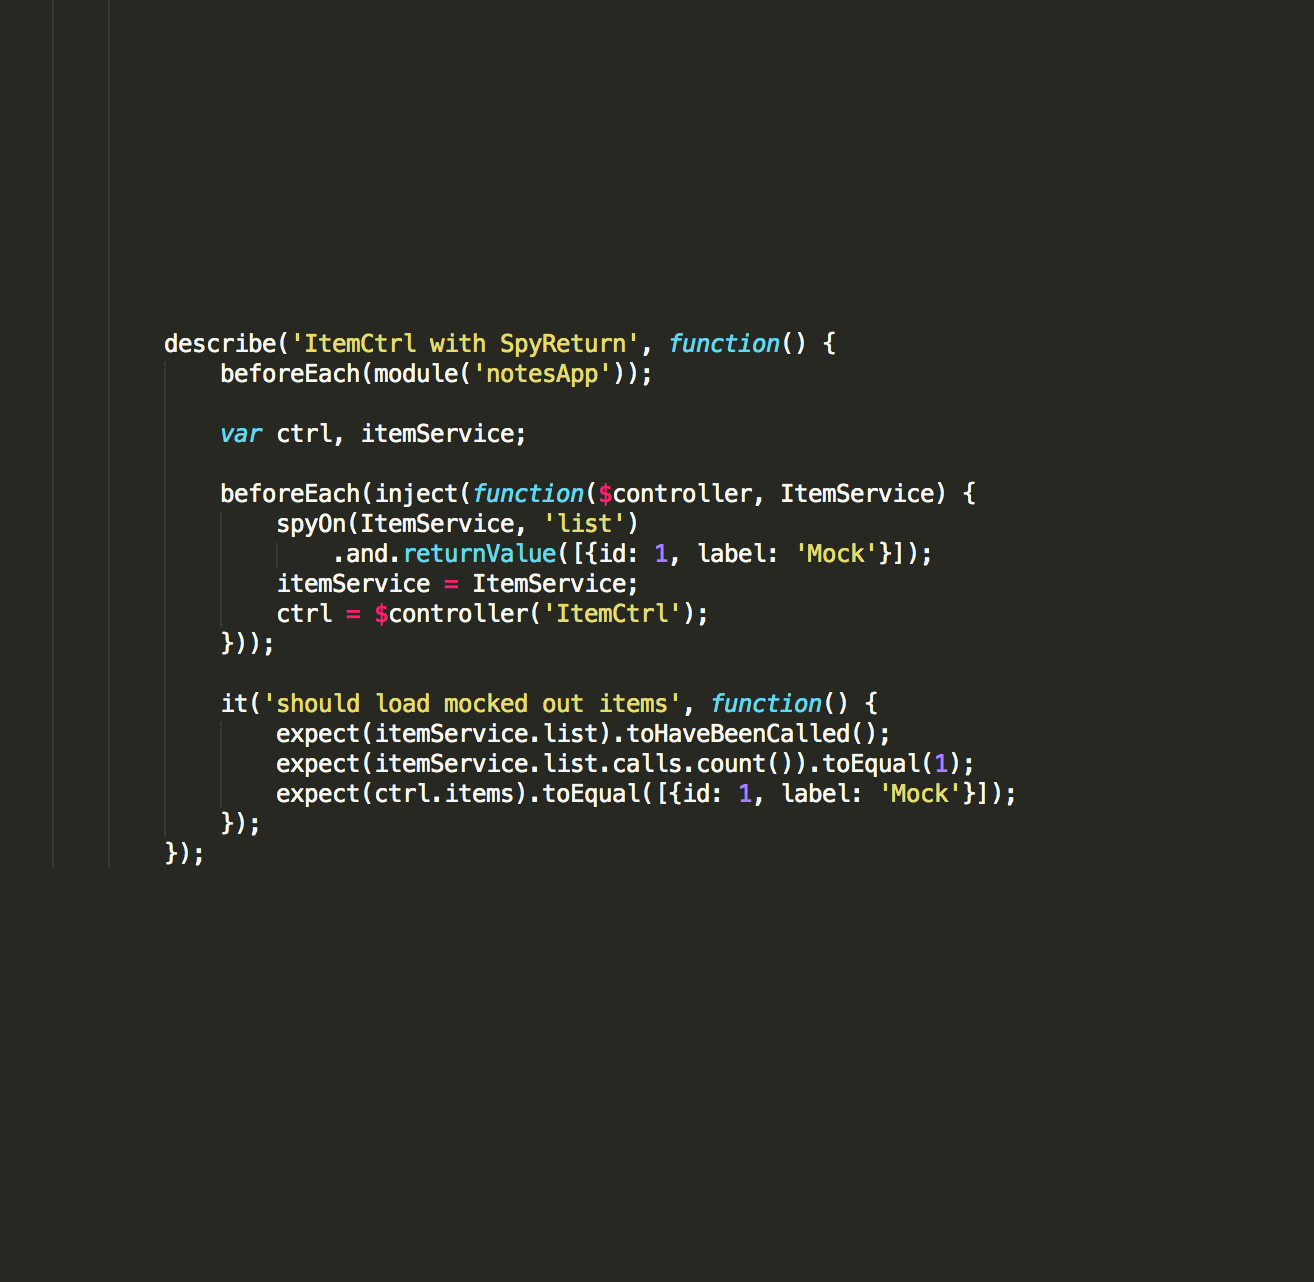 describe('ItemCtrl with SpyReturn', function() {
    beforeEach(module('notesApp'));

    var ctrl, itemService;

    beforeEach(inject(function($controller, ItemService) {
        spyOn(ItemService, 'list')
            .and.returnValue([{id: 1, label: 'Mock'}]);
        itemService = ItemService;
        ctrl = $controller('ItemCtrl');
    }));

    it('should load mocked out items', function() {
        expect(itemService.list).toHaveBeenCalled();
        expect(itemService.list.calls.count()).toEqual(1);
        expect(ctrl.items).toEqual([{id: 1, label: 'Mock'}]);
    });
});